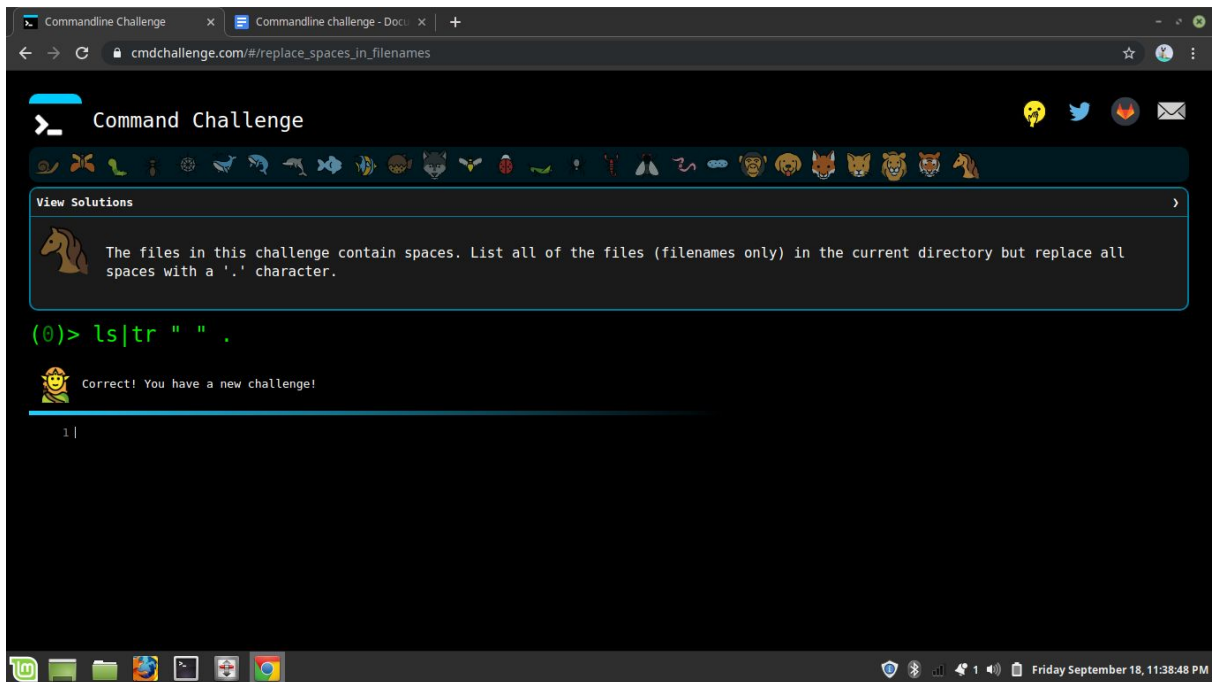 Commandline Challenge
Commandline challenge - Docu
cmdchallenge.com/#/replace_spaces_in_filenames
>_ Command Challenge
View Solutions
The files in this challenge contain spaces. List all of the files (filenames only) in the current directory but replace all
spaces with a '.' character.
(0)> ls|tr " " .
Correct! You have a new challenge!
1
1 Friday September 18, 11:38:48 PM